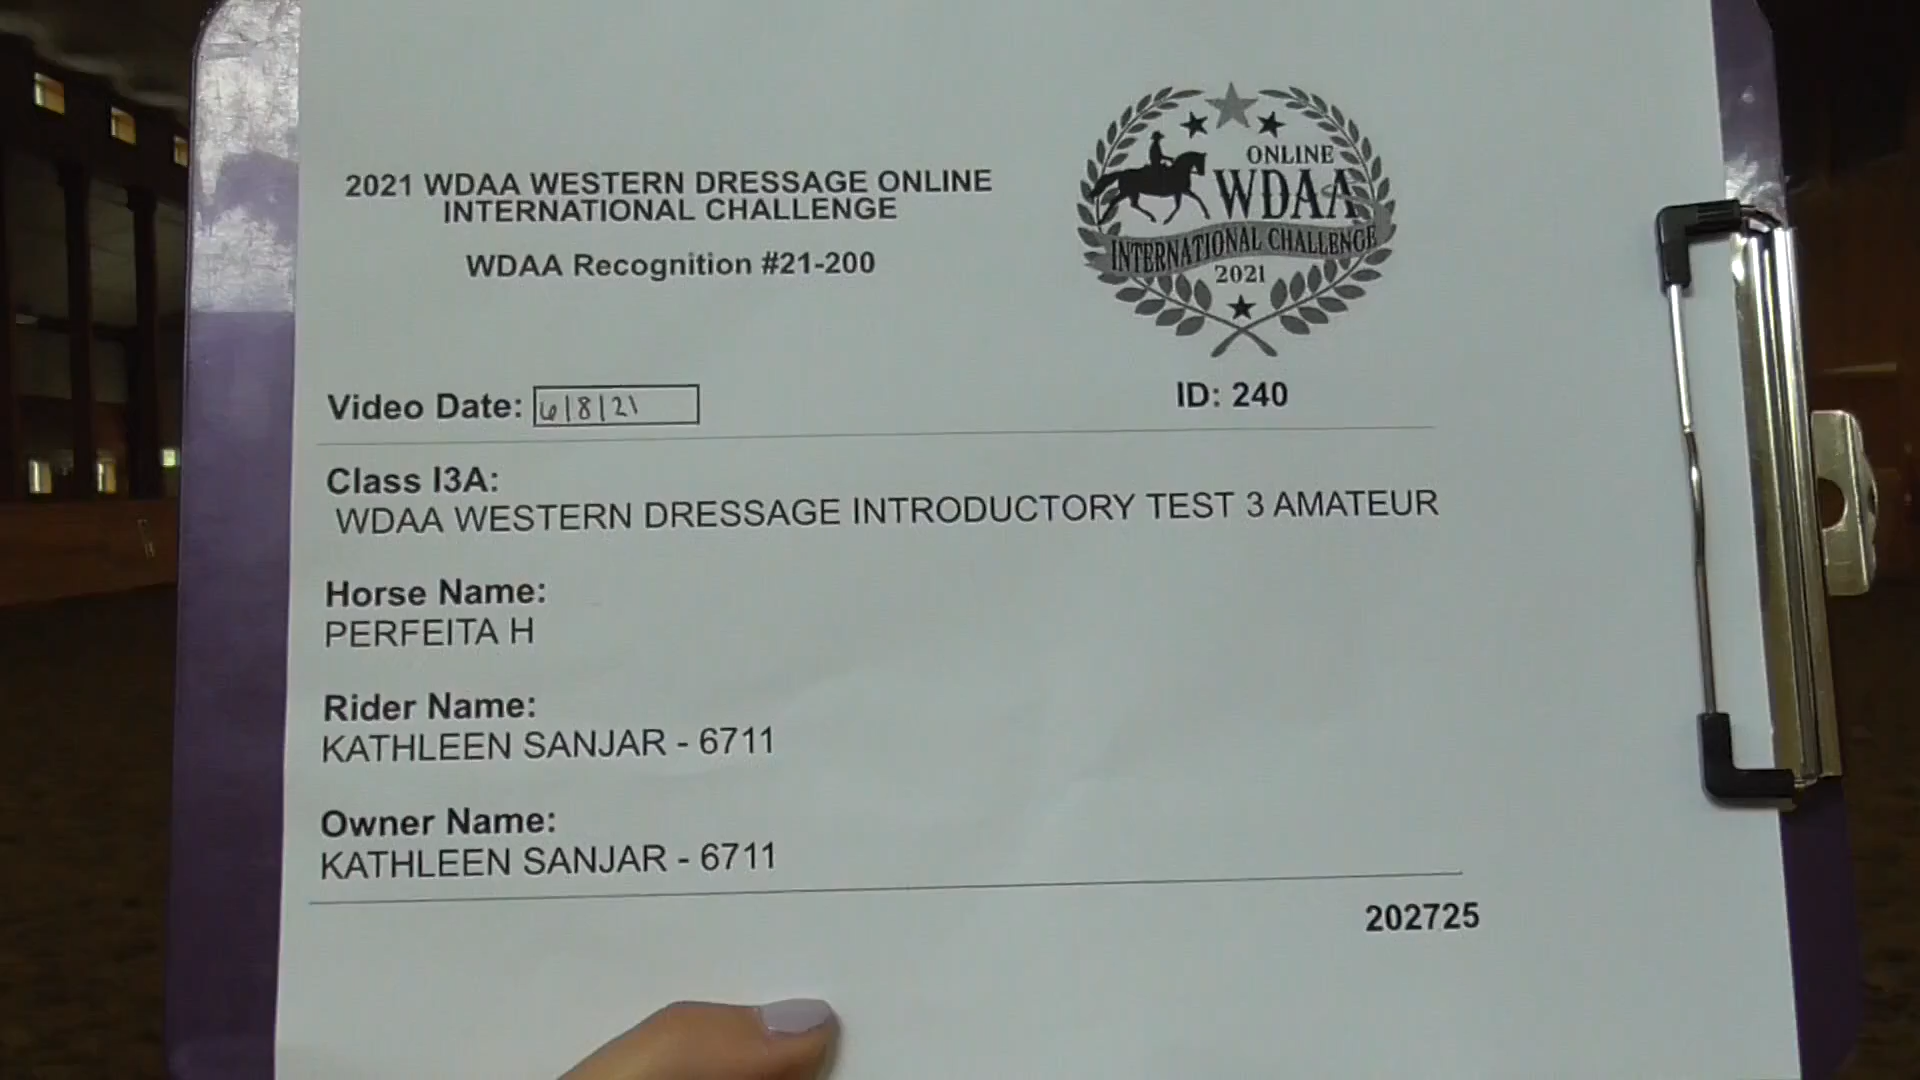 2021 WDAA WESTERN DRESSAGE ONLINE
INTERNATIONAL CHALLENGE
WDAA Recognition #21-200
ONLINE
WDAA
INTERNATIONAL CHALLENGE
2021
Video Date: 6/8/21
ID: 240
Class I3A:
WDAA WESTERN DRESSAGE INTRODUCTORY TEST 3 AMATEUR
Horse Name:
PERFEITA H
Rider Name:
KATHLEEN SANJAR - 6711
Owner Name:
KATHLEEN SANJAR - 6711
202725